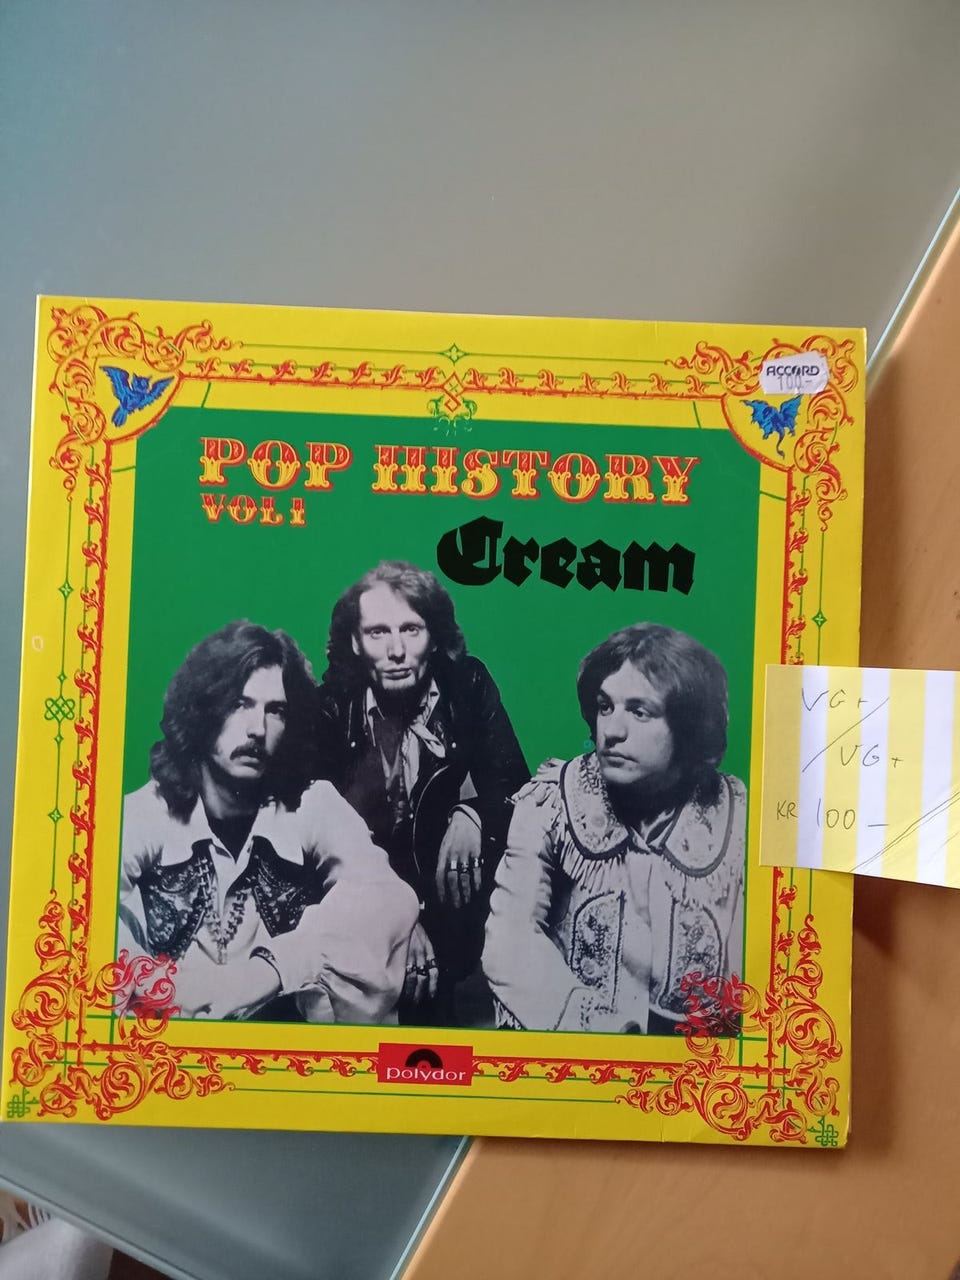 ACCORD
100-
POP HISTORY
VOL 1
Cream
VG+/
/VG+
KR 100-
polydor